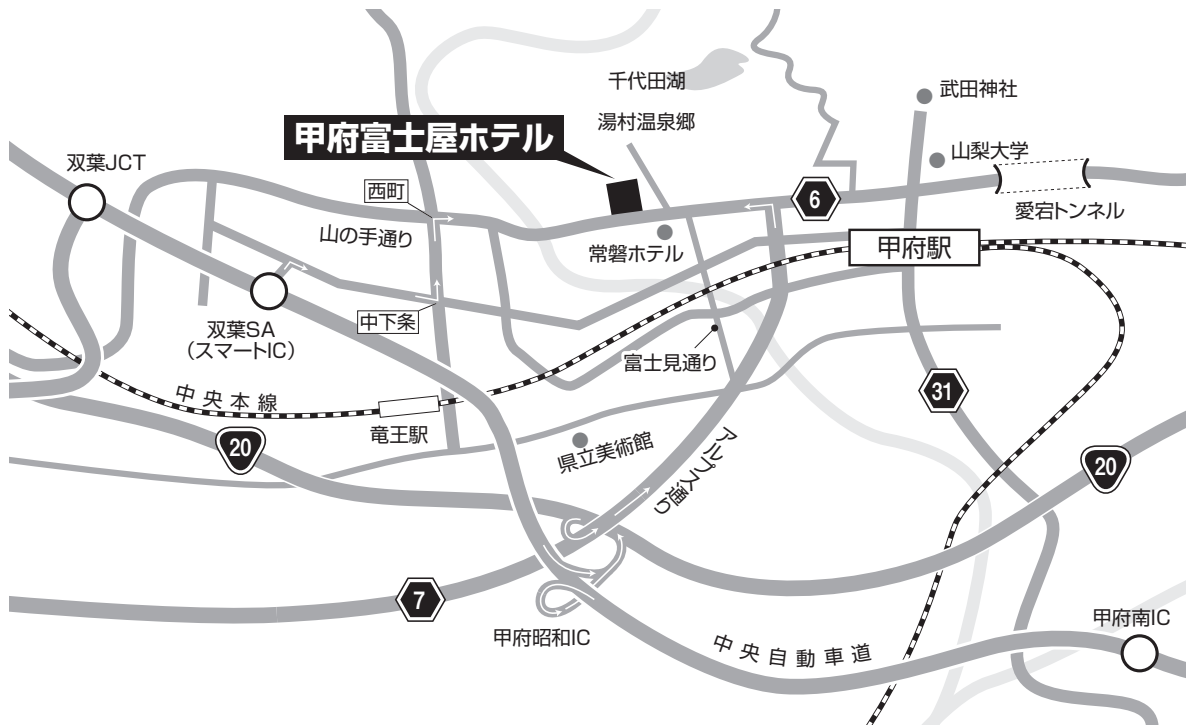 千代田湖
武田神社
湯村温泉郷
甲府富士屋ホテル
山梨大学
双葉JCT
西町
6
愛宕トンネル
山の手通り
常磐ホテル
甲府駅
双葉SA
（スマートIC）
中下条
富士見通り
中央本線
31
竜王駅
20
県立美術館
アルプス通り
20
7
甲府昭和IC
中央自動車道
甲府南IC